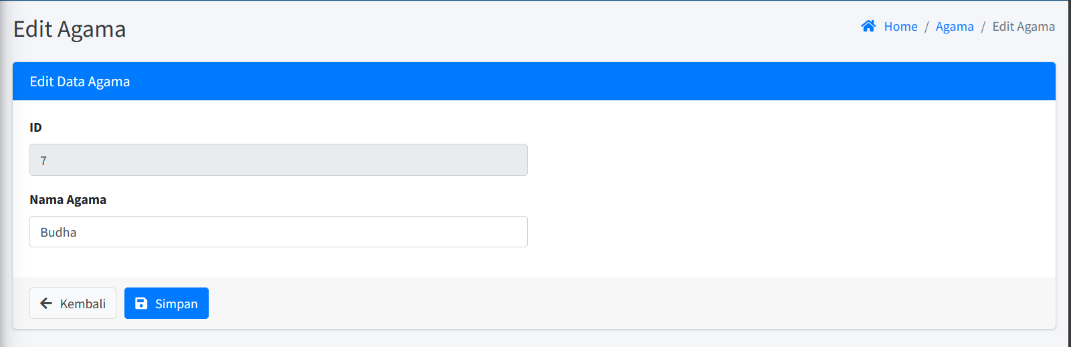 Edit Agama
Home / Agama / Edit Agama
Edit Data Agama
ID
7
Nama Agama
Budha
Kembali
Simpan